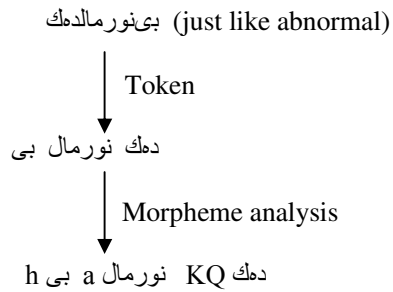 بىنورمالدەك (just like abnormal)
Token
دەك نورمال بى
Morpheme analysis
دەك KQ نورمال a بى h